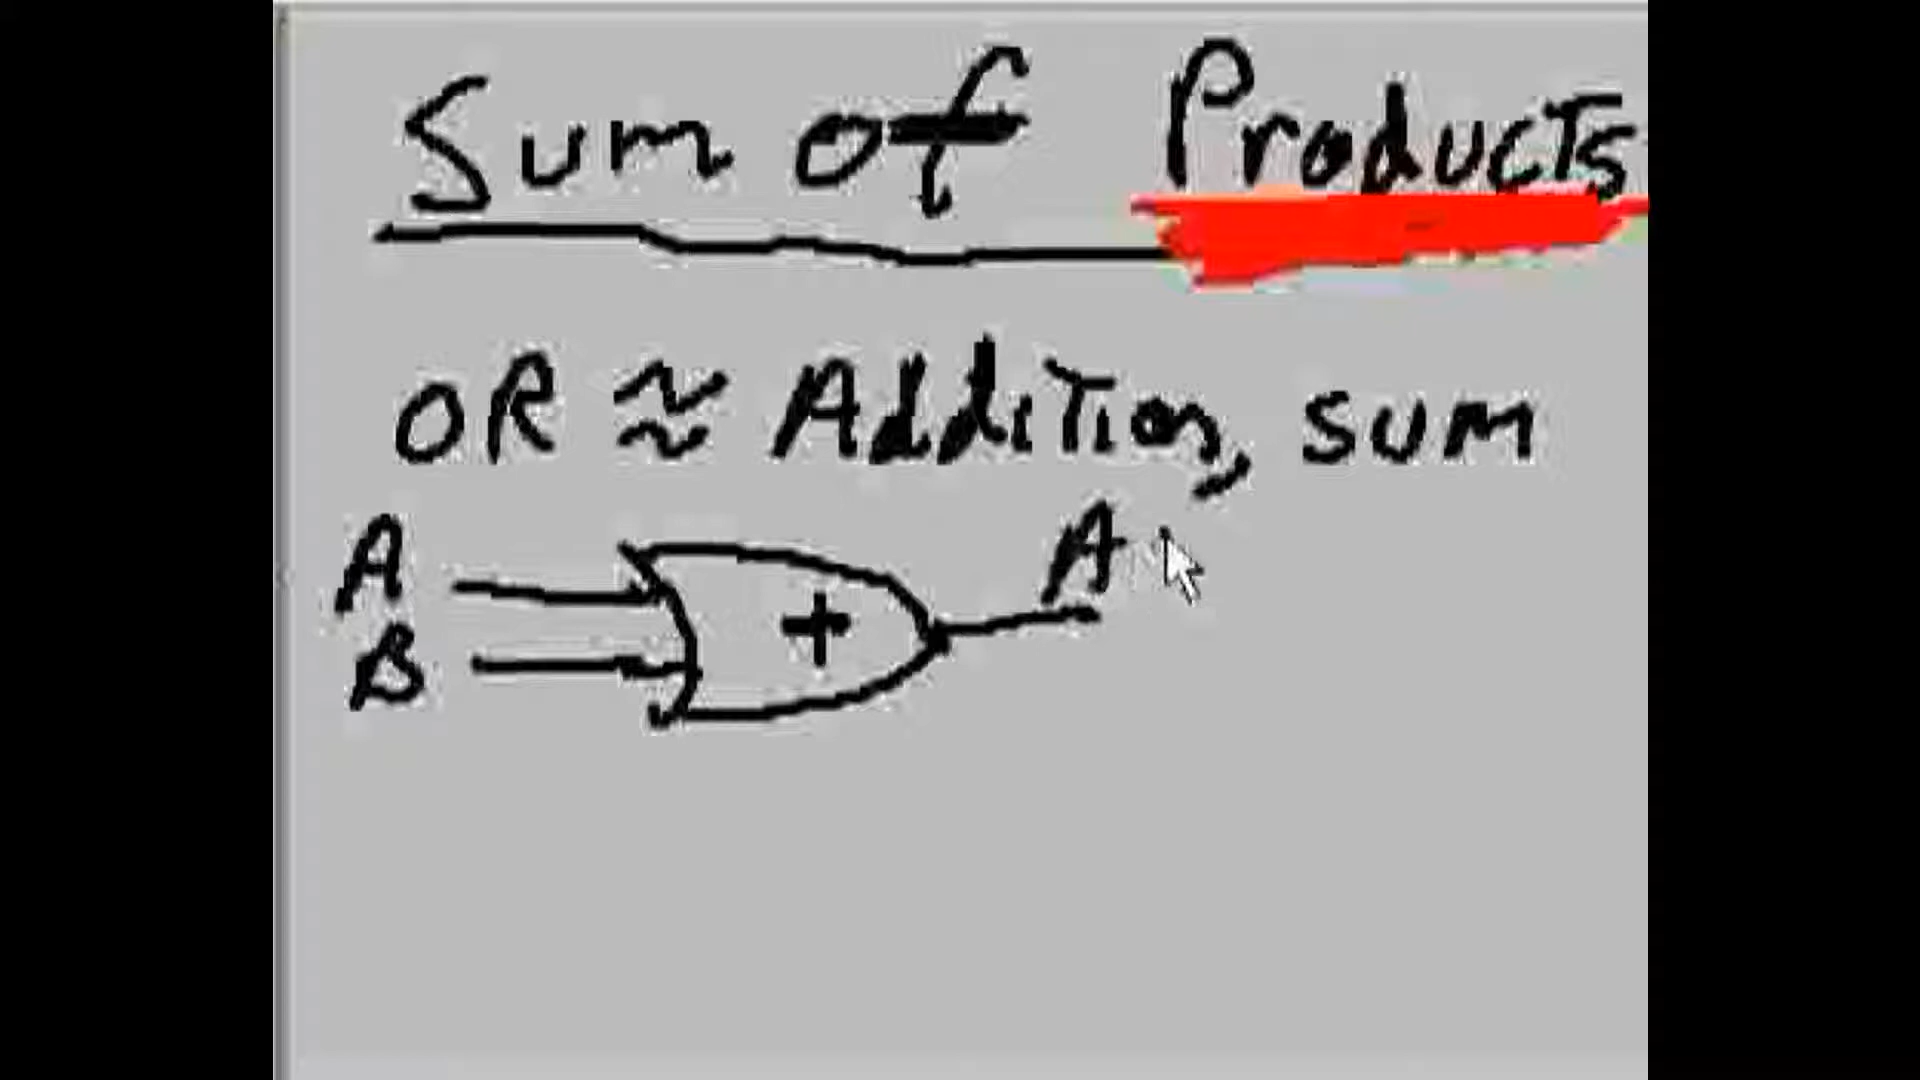 Sum of Products
OR ≈ Addition, sum
A
B
+
A